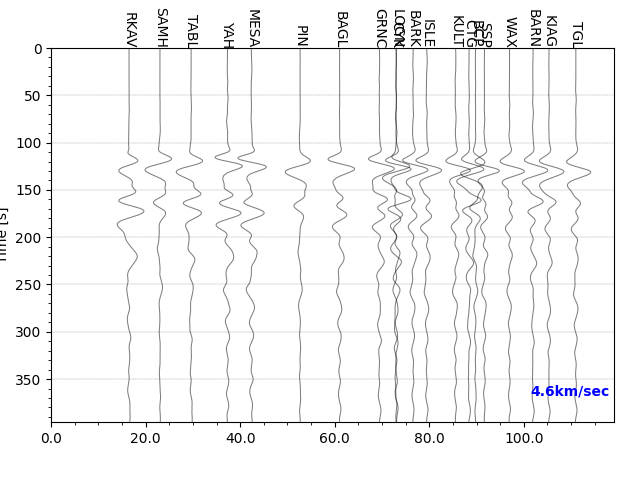 RKAV SAMH TABL YAH MESA PIN BAGL GRNC BARK ISLE KULT CTG SSP WAX BARN KIAG TGL
0
50
100
150
200
250
300
350
Time [s]
4.6km/sec
0.0 20.0 40.0 60.0 80.0 100.0